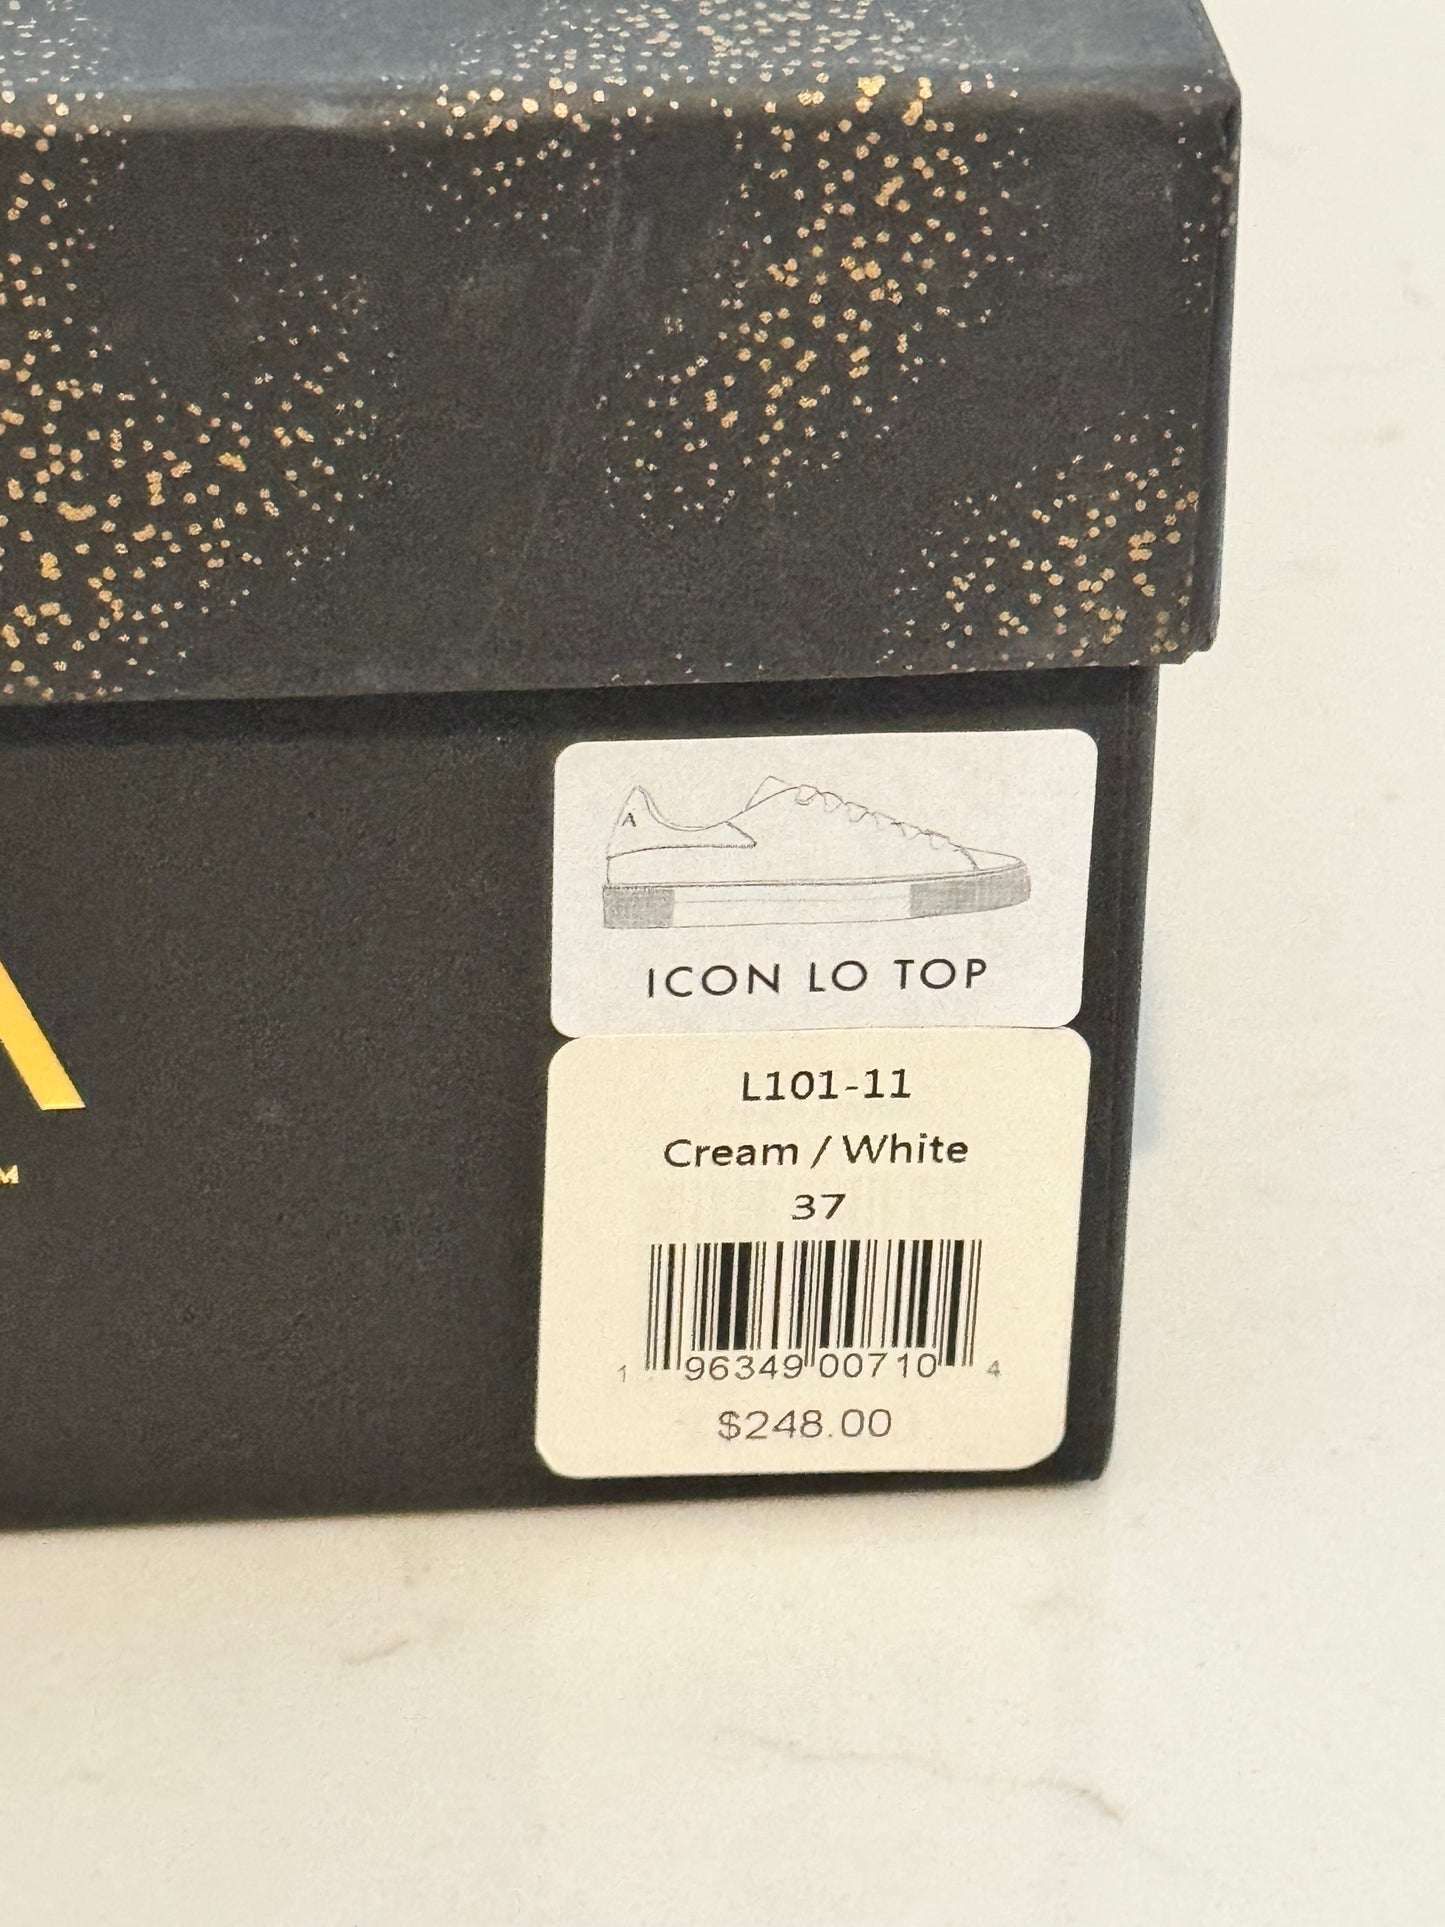 A
ICON LO TOP
L101-11
Cream / White
37
1 96349 00710 4
$248.00
A
M